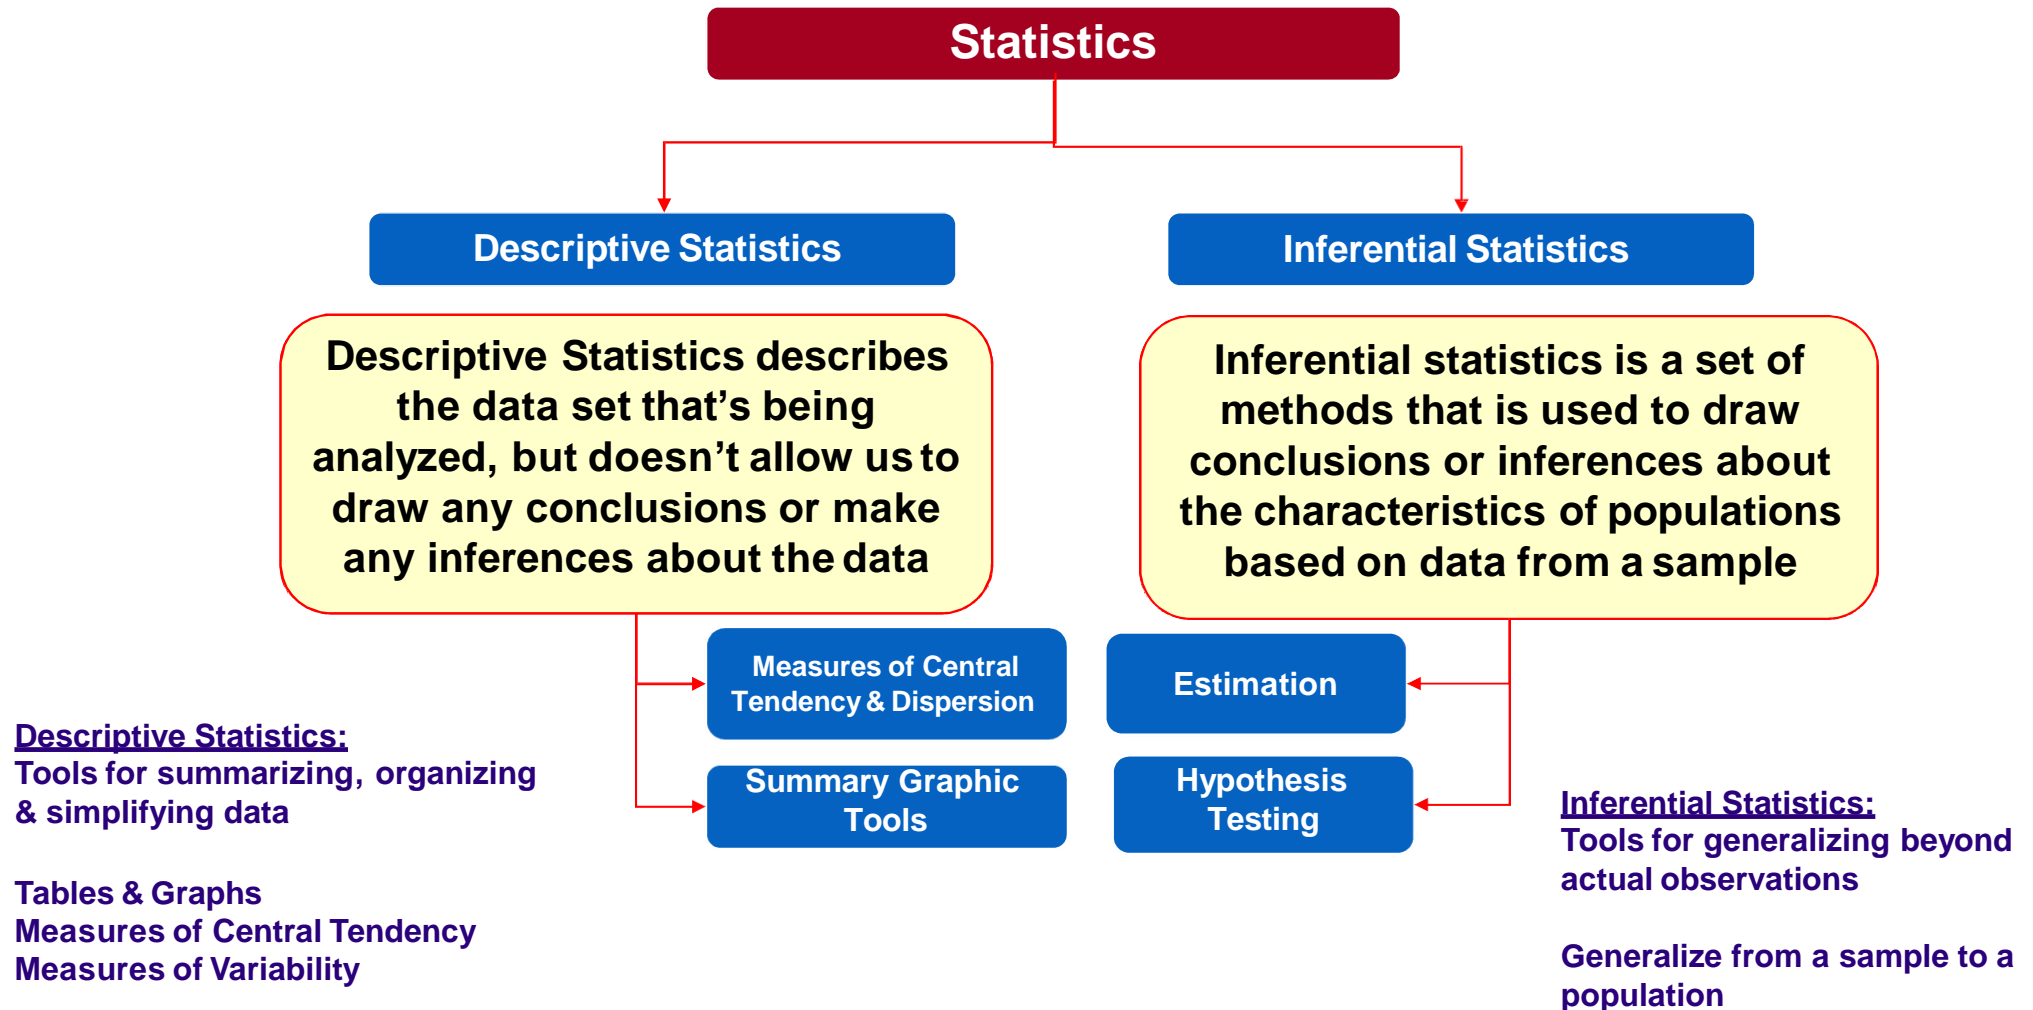 Statistics
Descriptive Statistics
Inferential Statistics
Descriptive Statistics describes
the data set that’s being
analyzed, but doesn’t allow us to
draw any conclusions or make
any inferences about the data
Inferential statistics is a set of
methods that is used to draw
conclusions or inferences about
the characteristics of populations
based on data from a sample
Measures of Central
Tendency & Dispersion
Estimation
Summary Graphic
Tools
Hypothesis
Testing
Descriptive Statistics:
Tools for summarizing, organizing
& simplifying data
Tables & Graphs
Measures of Central Tendency
Measures of Variability
Inferential Statistics:
Tools for generalizing beyond
actual observations
Generalize from a sample to a
population